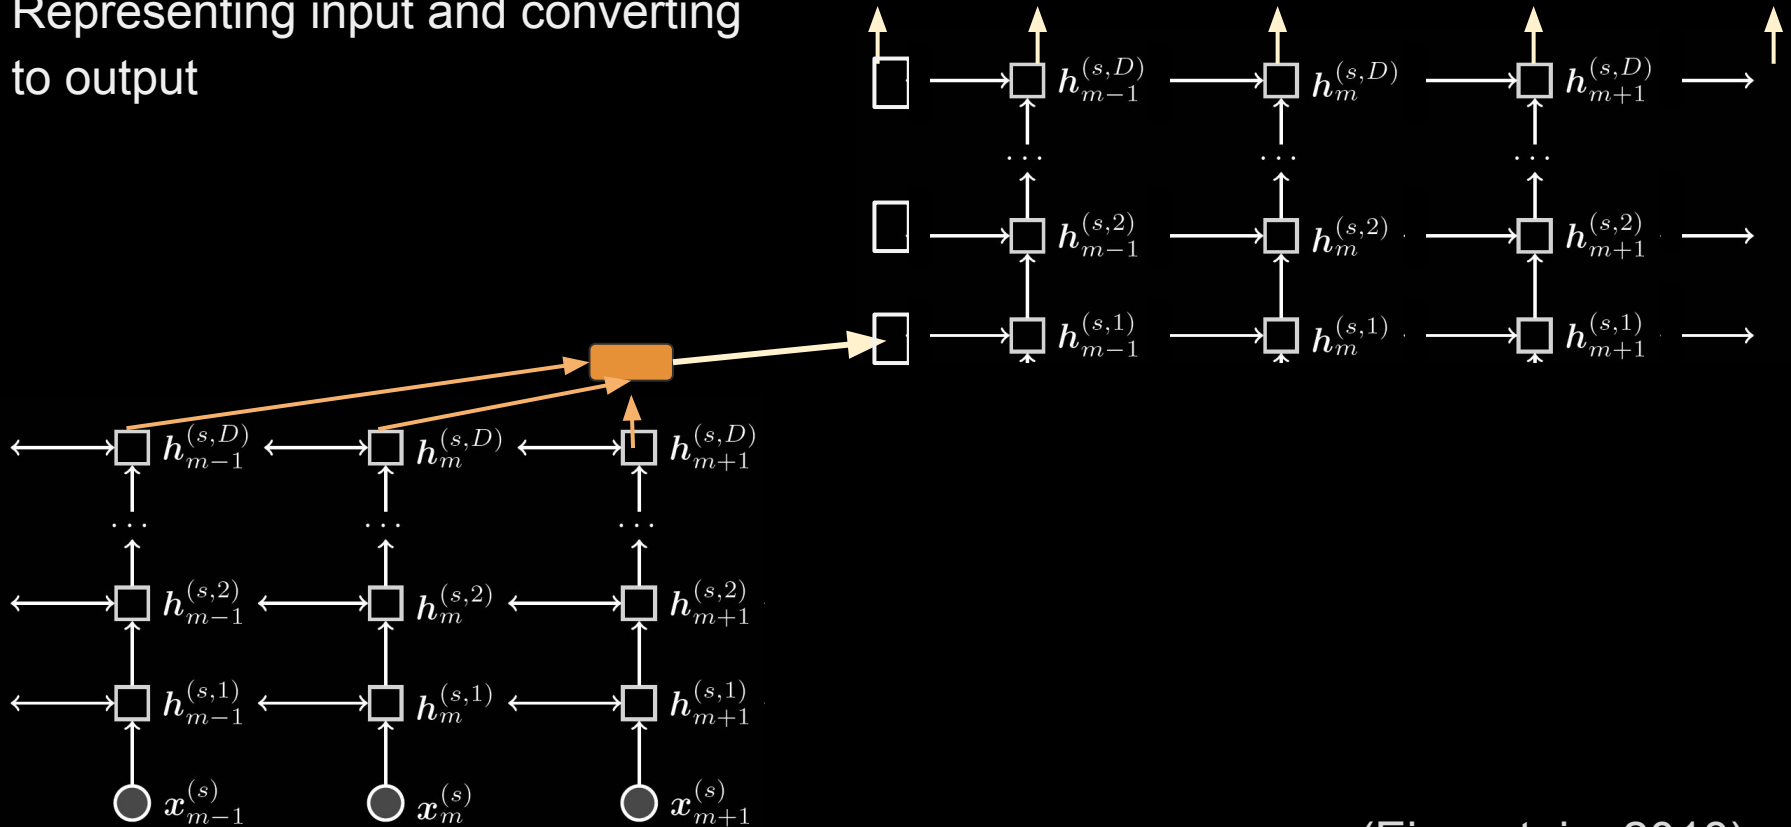 Representing input and converting
to output
h_{m-1}^{(s,D)} h_m^{(s,D)} h_{m+1}^{(s,D)}
... ... ...
h_{m-1}^{(s,2)} h_m^{(s,2)} h_{m+1}^{(s,2)}
h_{m-1}^{(s,1)} h_m^{(s,1)} h_{m+1}^{(s,1)}
h_{m-1}^{(s,D)} h_m^{(s,D)} h_{m+1}^{(s,D)}
... ... ...
h_{m-1}^{(s,2)} h_m^{(s,2)} h_{m+1}^{(s,2)}
h_{m-1}^{(s,1)} h_m^{(s,1)} h_{m+1}^{(s,1)}
x_{m-1}^{(s)} x_m^{(s)} x_{m+1}^{(s)}